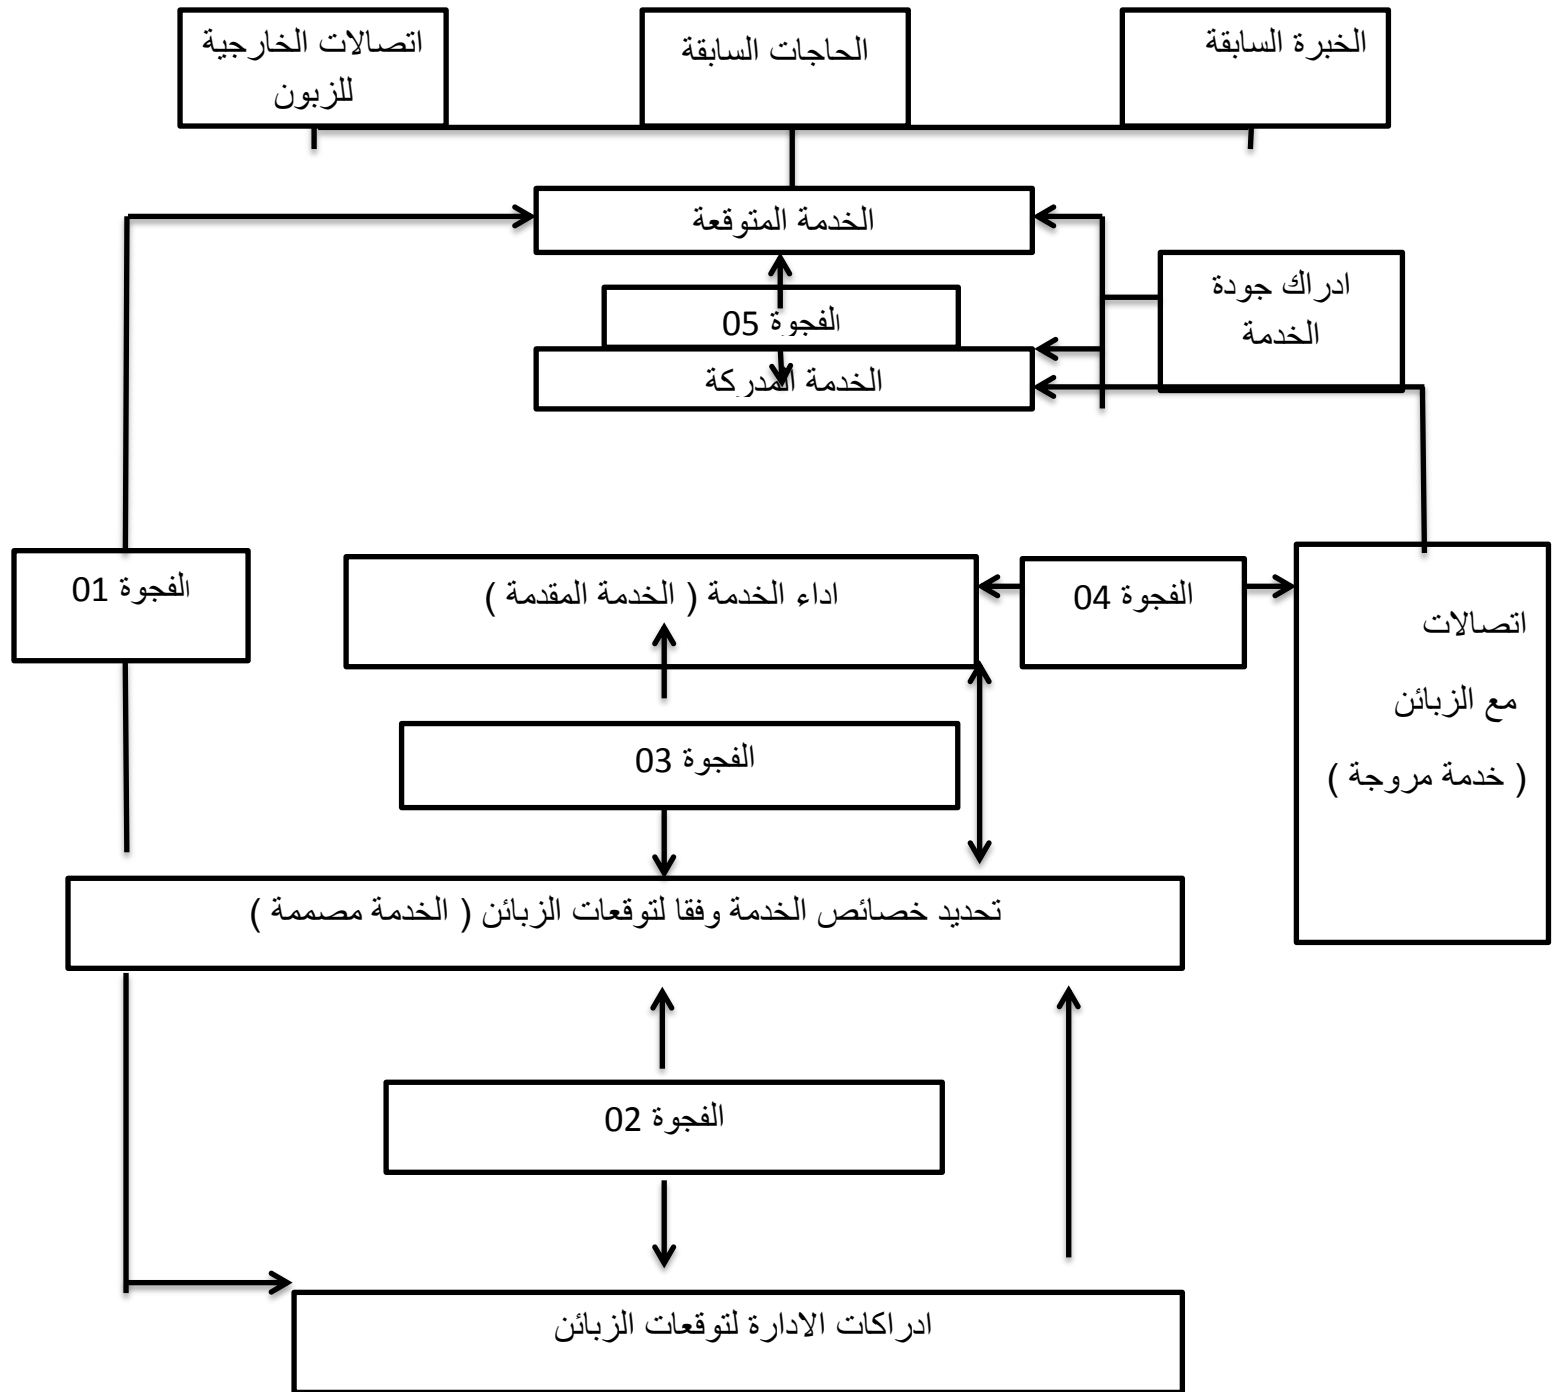 الخبرة السابقة
الحاجات السابقة
اتصالات الخارجية
للزبون
الخدمة المتوقعة
ادراك جودة
الخدمة
الفجوة 05
الخدمة المدركة
اتصالات
مع الزبائن
( خدمة مروجة )
الفجوة 04
اداء الخدمة ( الخدمة المقدمة )
الفجوة 01
الفجوة 03
تحديد خصائص الخدمة وفقا لتوقعات الزبائن ( الخدمة مصممة )
الفجوة 02
ادراكات الادارة لتوقعات الزبائن